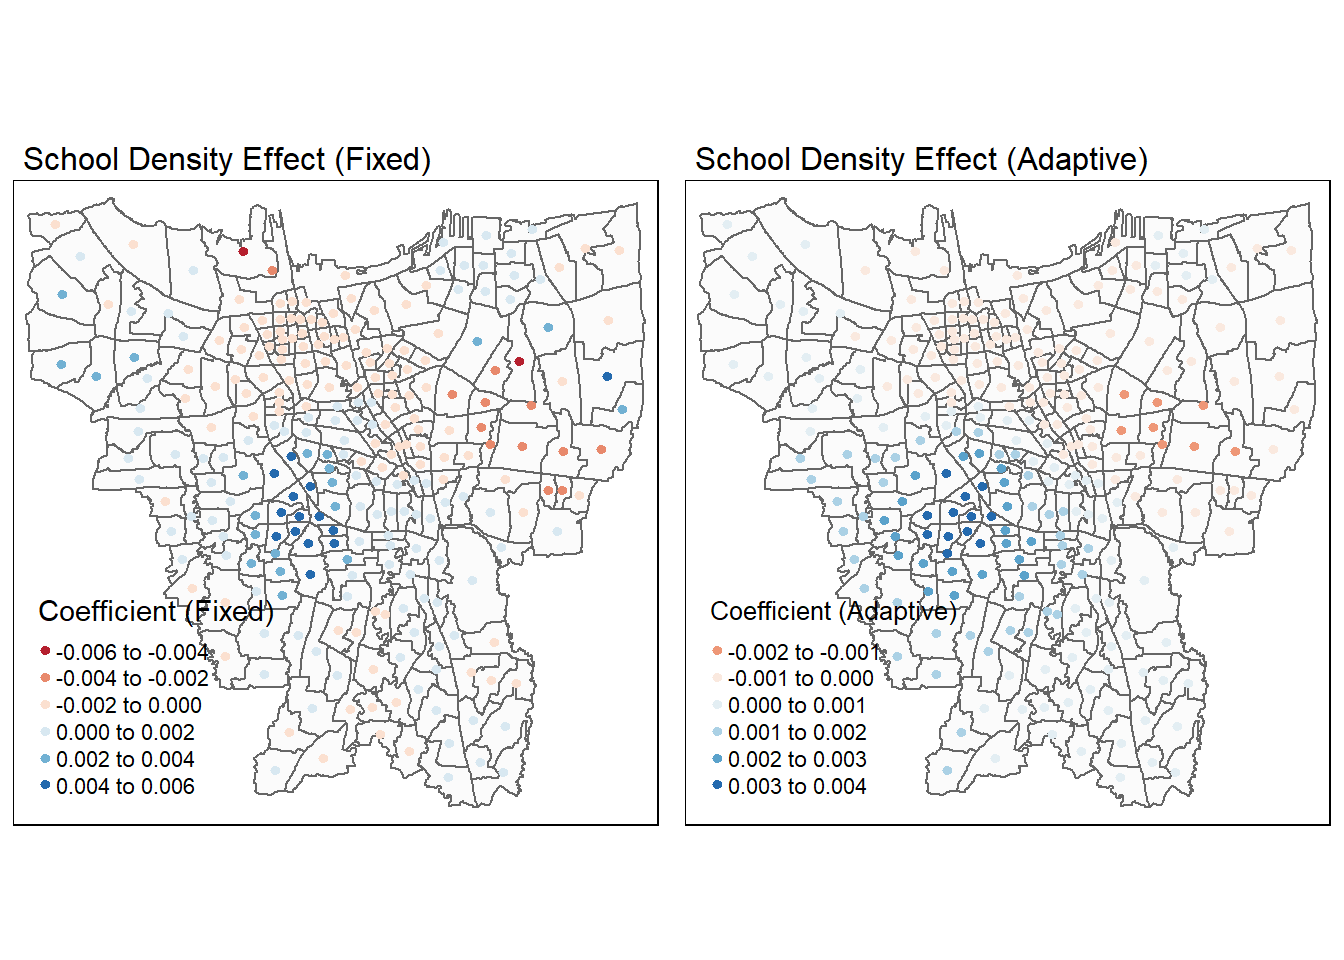 School Density Effect (Fixed)
Coefficient (Fixed)
-0.006 to -0.004
-0.004 to -0.002
-0.002 to 0.000
0.000 to 0.002
0.002 to 0.004
0.004 to 0.006
School Density Effect (Adaptive)
Coefficient (Adaptive)
-0.002 to -0.001
-0.001 to 0.000
0.000 to 0.001
0.001 to 0.002
0.002 to 0.003
0.003 to 0.004